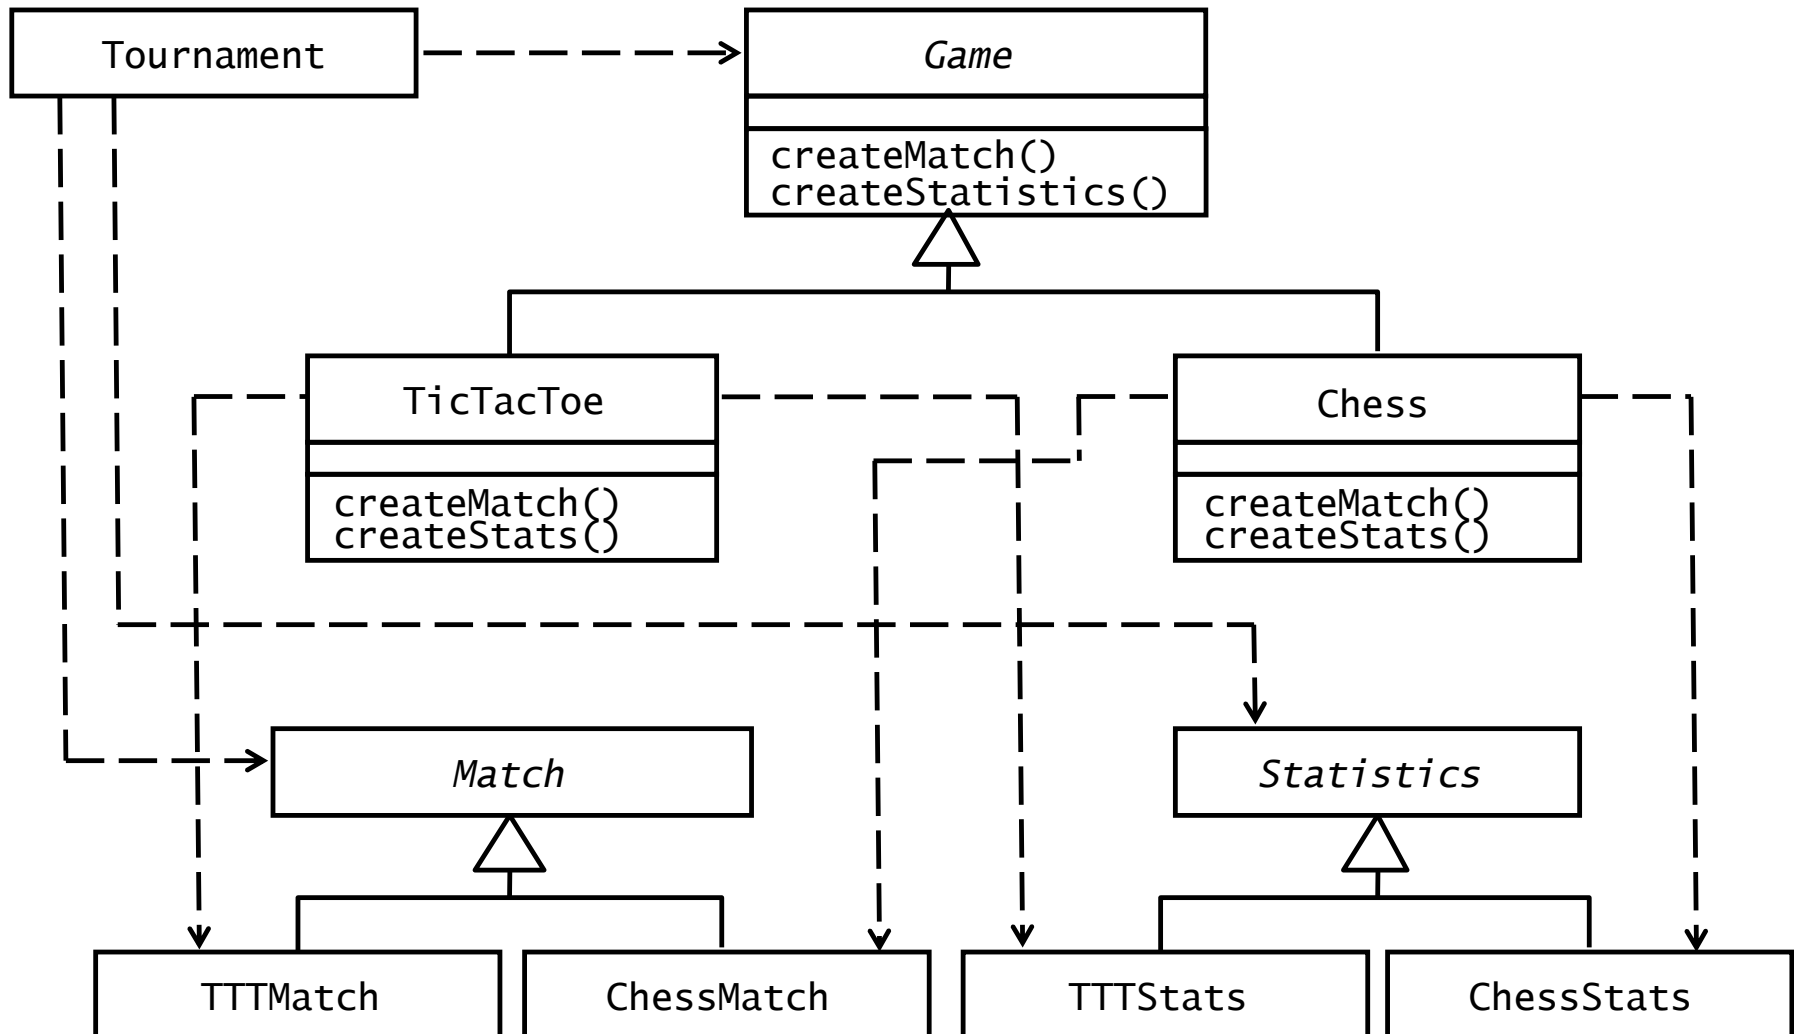 Tournament
Game
createMatch()
createStatistics()
TicTacToe
createMatch()
createStats()
Chess
createMatch()
createStats()
Match
Statistics
TTTMatch
ChessMatch
TTTStats
ChessStats